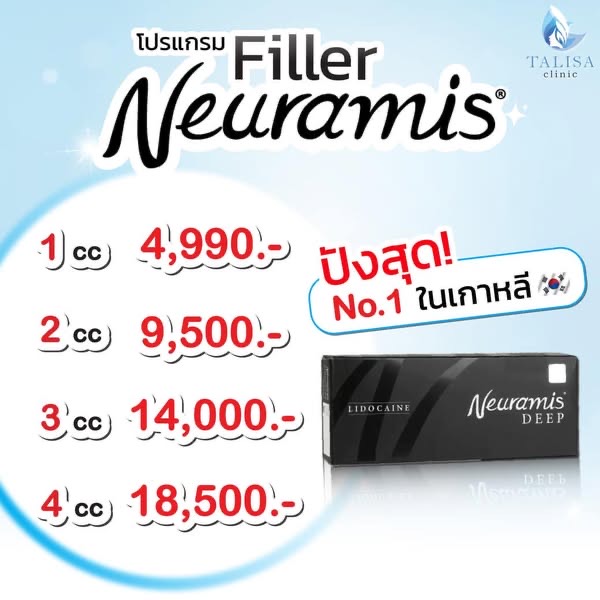 โปรแกรม Filler
TALISA
clinic
Neuramis®
1 cc 4,990.-
2 cc 9,500.-
3 cc 14,000.-
4 cc 18,500.-
ปังสุด!
No.1 ในเกาหลี
LIDOCAINE
Neuramis®
DEEP